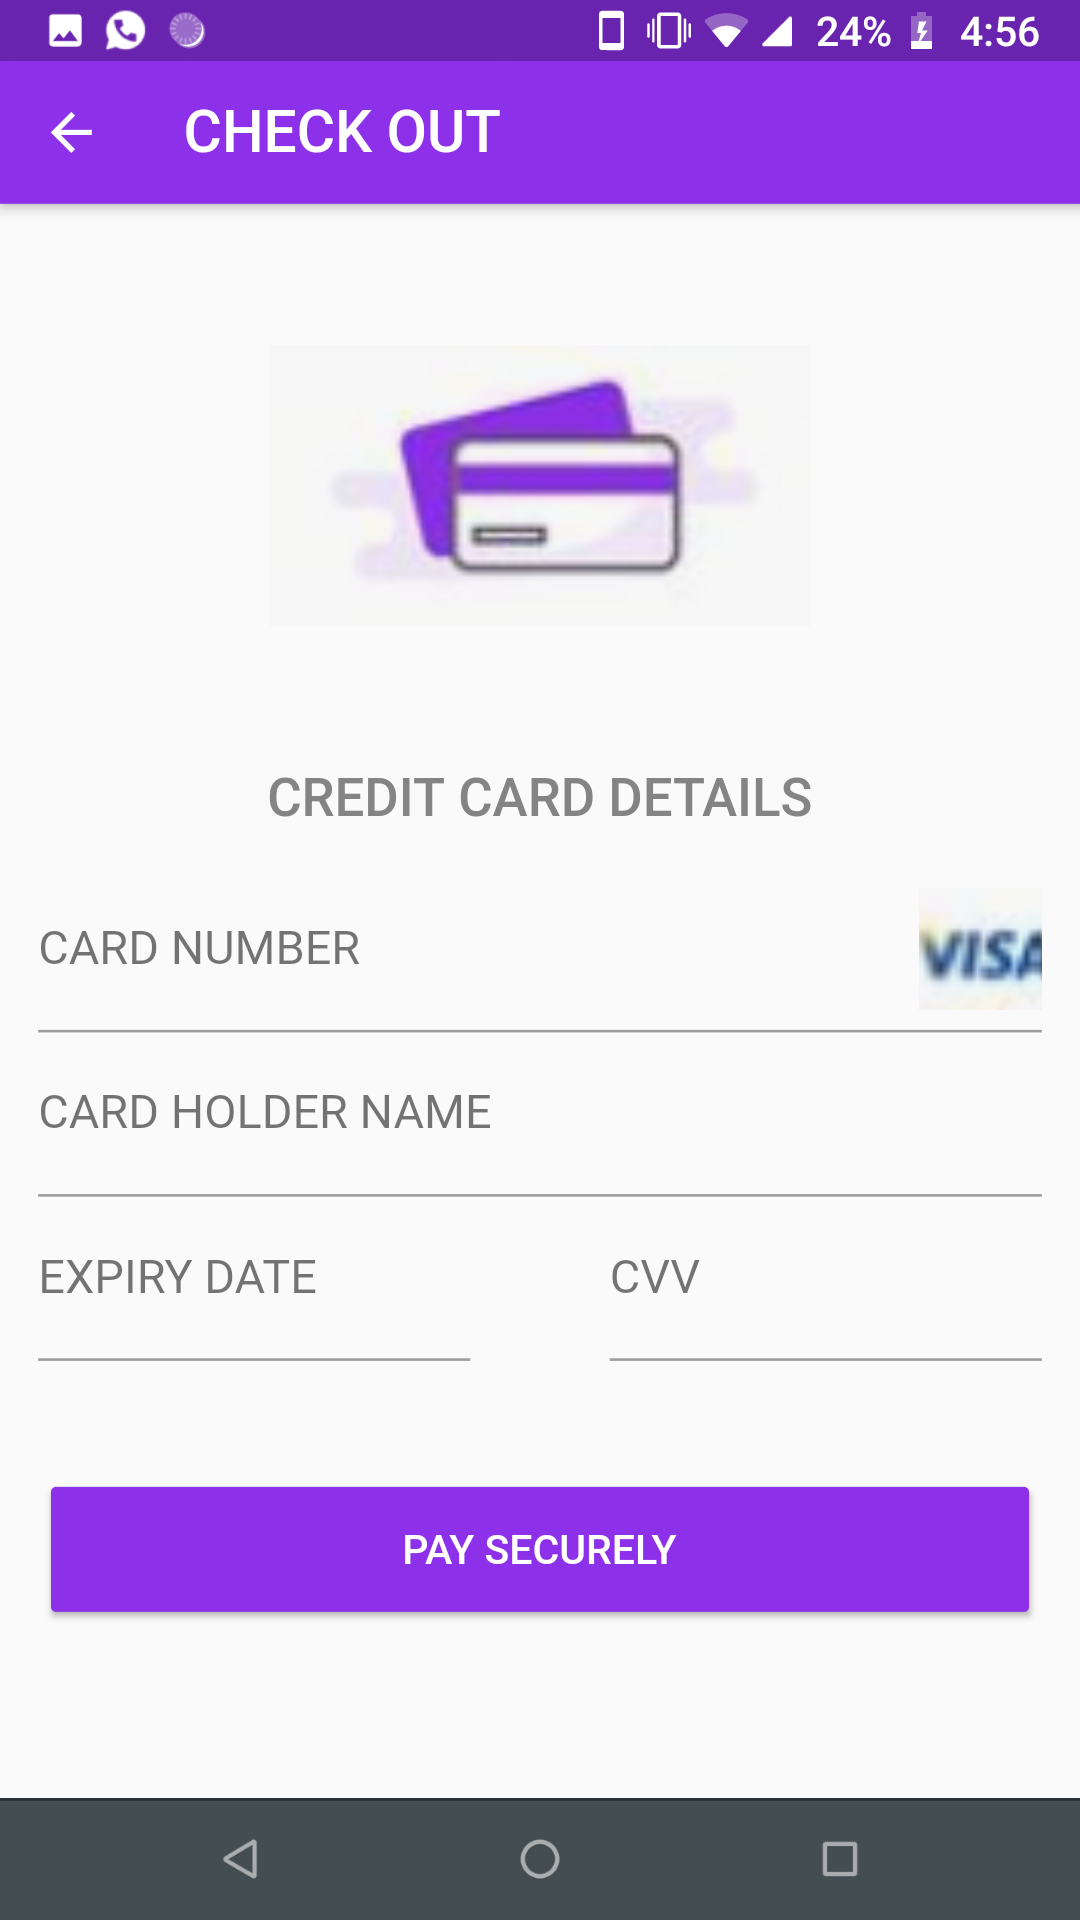 24% 4:56
CHECK OUT
CREDIT CARD DETAILS
CARD NUMBER VISA
CARD HOLDER NAME
EXPIRY DATE CVV
PAY SECURELY